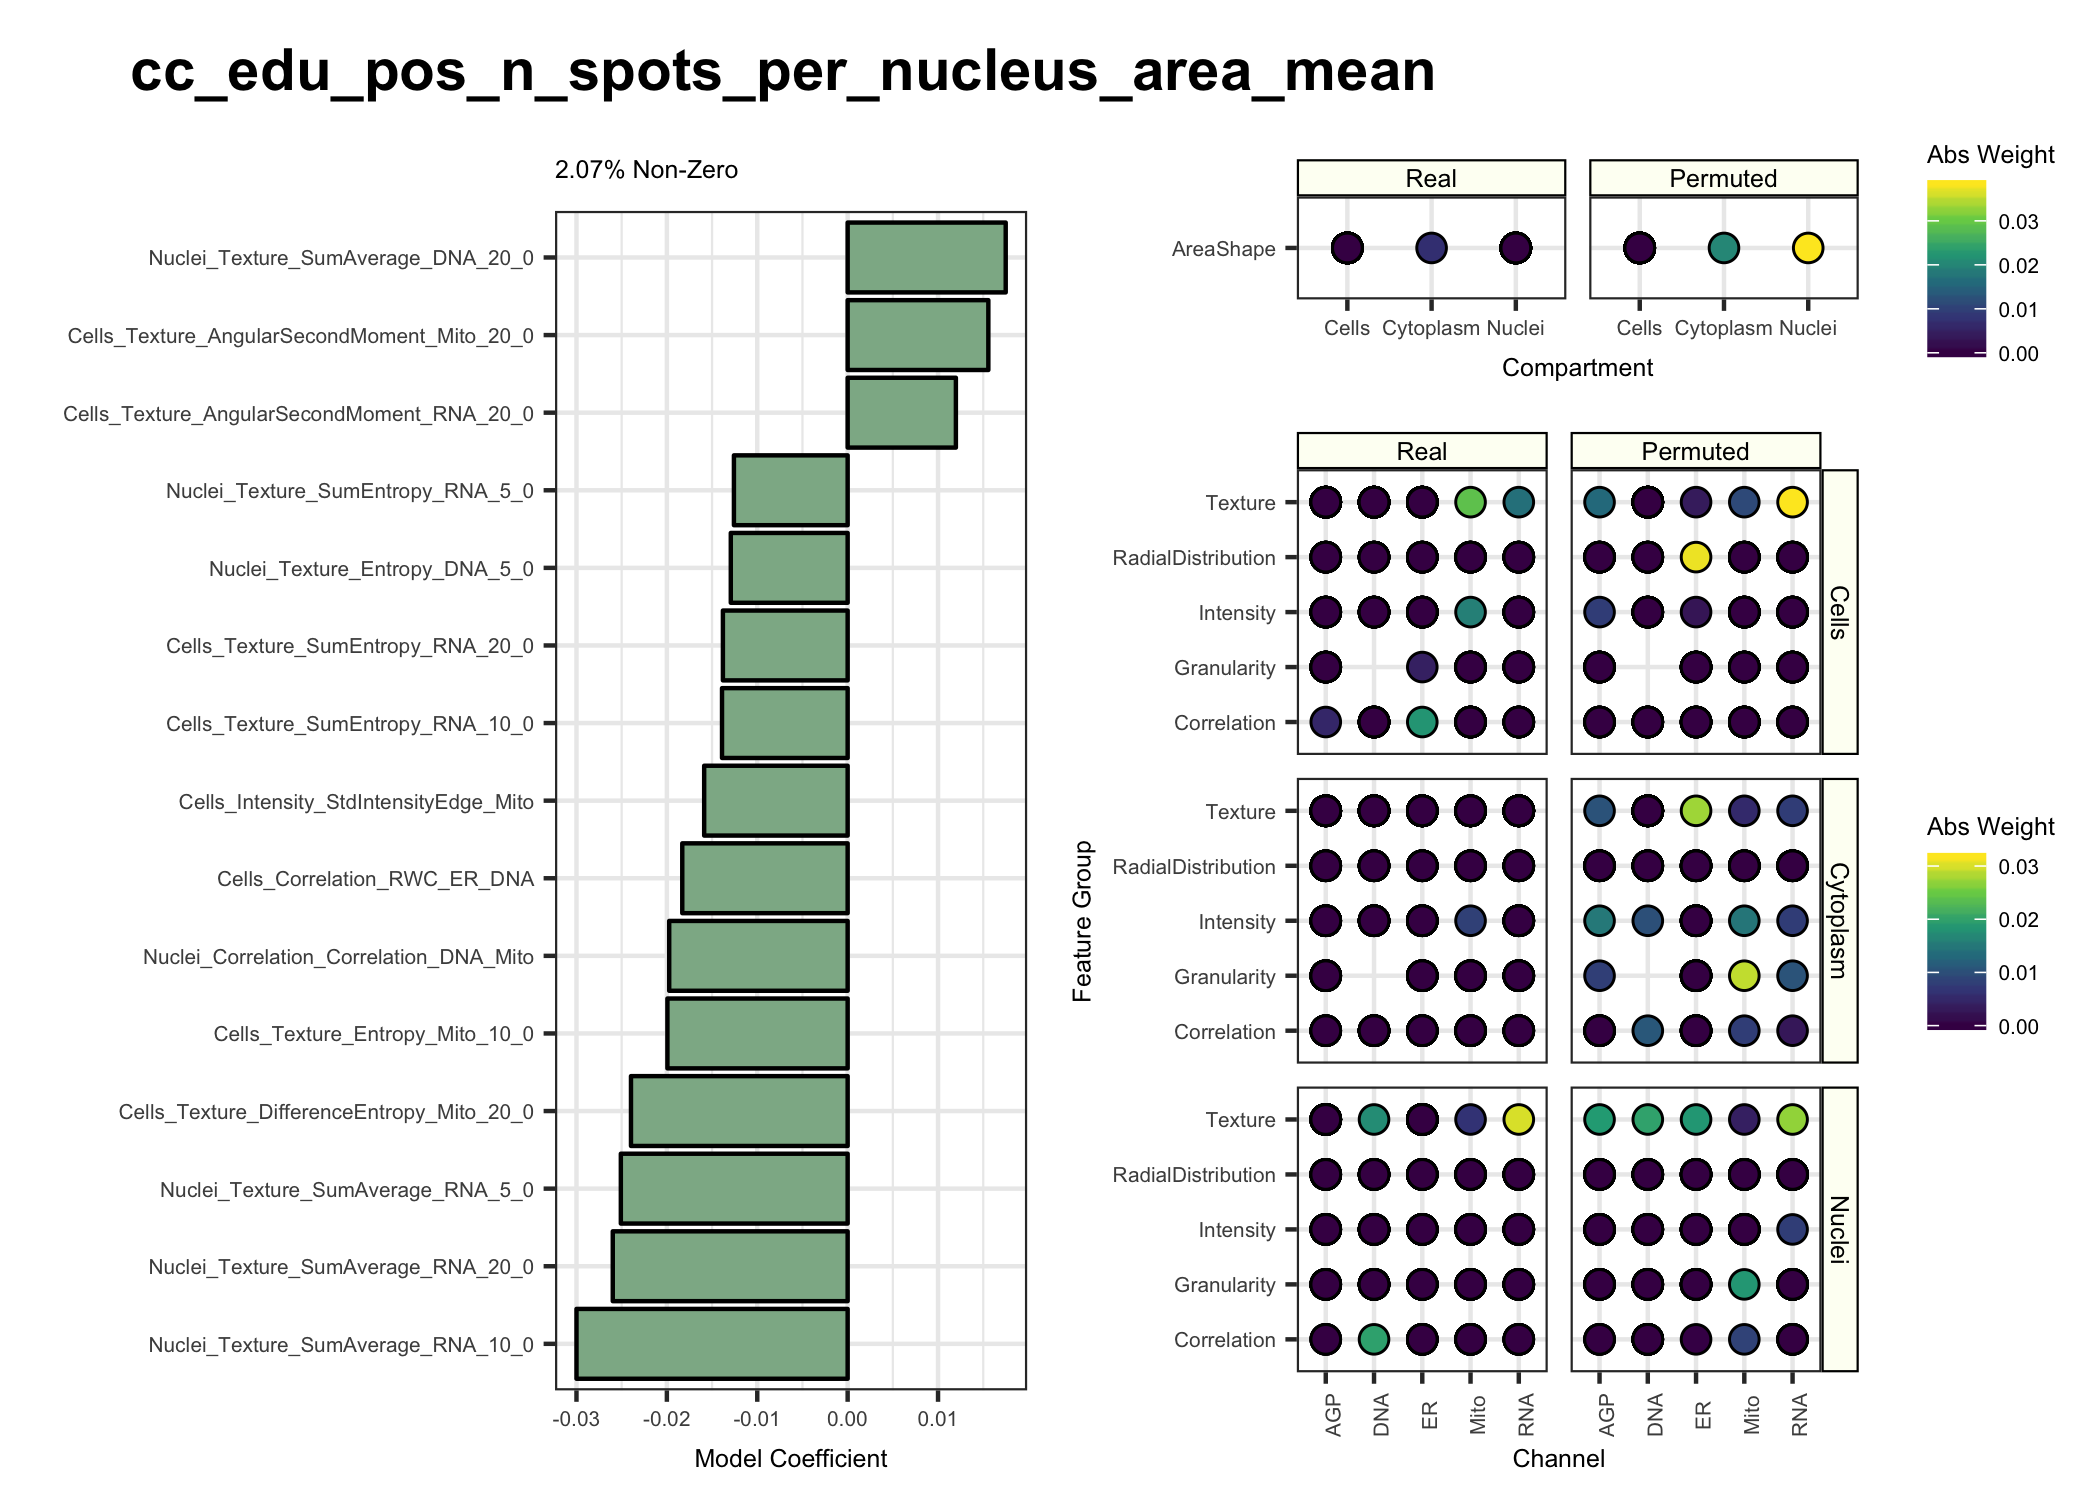 cc_edu_pos_n_spots_per_nucleus_area_mean
2.07% Non-Zero
Nuclei_Texture_SumAverage_DNA_20_0
Cells_Texture_AngularSecondMoment_Mito_20_0
Cells_Texture_AngularSecondMoment_RNA_20_0
Nuclei_Texture_SumEntropy_RNA_5_0
Nuclei_Texture_Entropy_DNA_5_0
Cells_Texture_SumEntropy_RNA_20_0
Cells_Texture_SumEntropy_RNA_10_0
Cells_Intensity_StdIntensityEdge_Mito
Cells_Correlation_RWC_ER_DNA
Nuclei_Correlation_Correlation_DNA_Mito
Cells_Texture_Entropy_Mito_10_0
Cells_Texture_DifferenceEntropy_Mito_20_0
Nuclei_Texture_SumAverage_RNA_5_0
Nuclei_Texture_SumAverage_RNA_20_0
Nuclei_Texture_SumAverage_RNA_10_0
-0.03 -0.02 -0.01 0.00 0.01
Model Coefficient
Real Permuted
AreaShape
Cells Cytoplasm Nuclei Cells Cytoplasm Nuclei
Compartment
Abs Weight
0.03
0.02
0.01
0.00
Real Permuted
Feature Group
Texture
RadialDistribution
Intensity
Granularity
Correlation
Cells
Texture
RadialDistribution
Intensity
Granularity
Correlation
Cytoplasm
Texture
RadialDistribution
Intensity
Granularity
Correlation
Nuclei
AGP DNA ER Mito RNA AGP DNA ER Mito RNA
Channel
Abs Weight
0.03
0.02
0.01
0.00